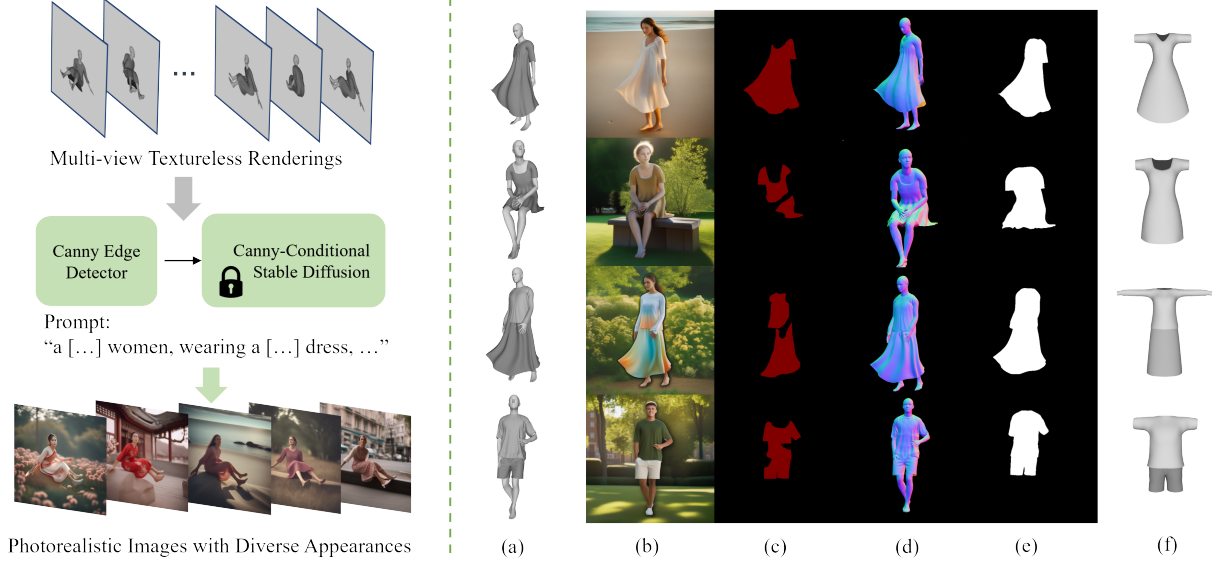 ...
Multi-view Textureless Renderings
Canny Edge
Detector
Canny-Conditional
Stable Diffusion
Prompt:
“a […] women, wearing a […] dress, …”
Photorealistic Images with Diverse Appearances
(a)
(b)
(c)
(d)
(e)
(f)